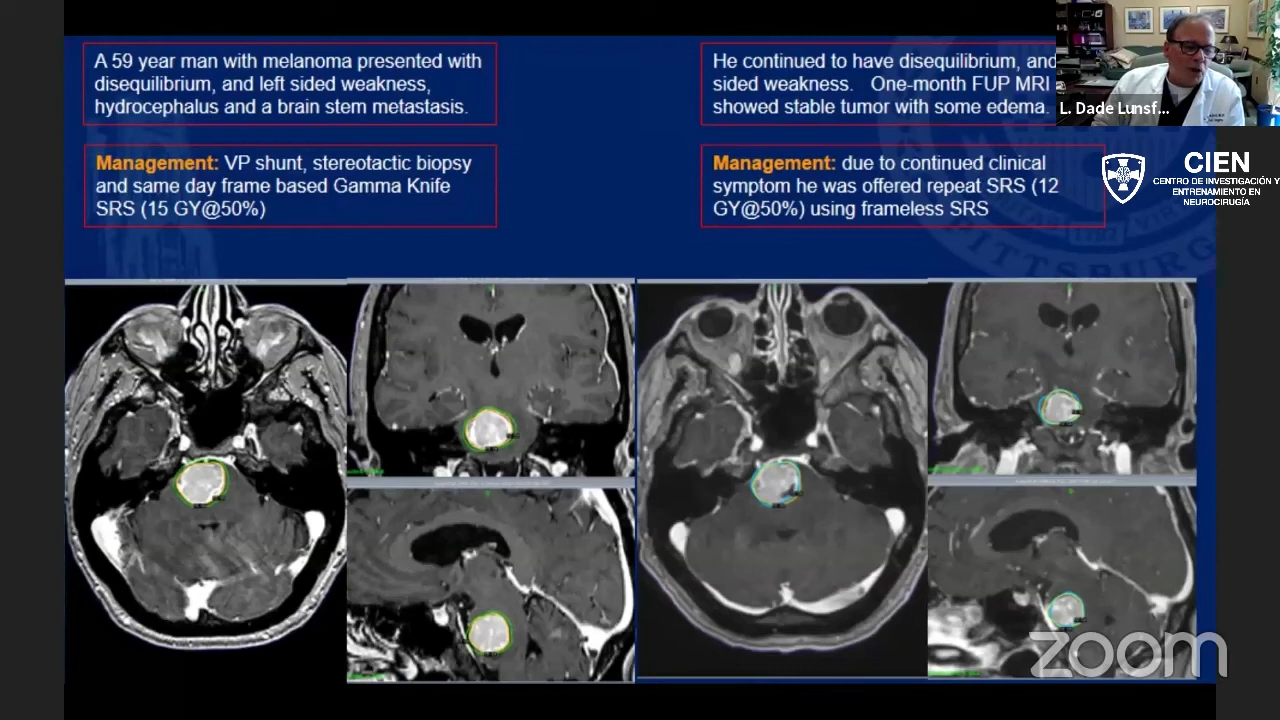 A 59 year man with melanoma presented with
disequilibrium, and left sided weakness,
hydrocephalus and a brain stem metastasis.
Management: VP shunt, stereotactic biopsy
and same day frame based Gamma Knife
SRS (15 GY@50%)
He continued to have disequilibrium, and
sided weakness. One-month FUP MRI
showed stable tumor with some edema.
Management: due to continued clinical
symptom he was offered repeat SRS (12
GY@50%) using frameless SRS
L. Dade Lunsf...
CIEN
CENTRO DE INVESTIGACIÓN Y
ENTRENAMIENTO EN
NEUROCIRUGÍA
PITTSBURG
zoom